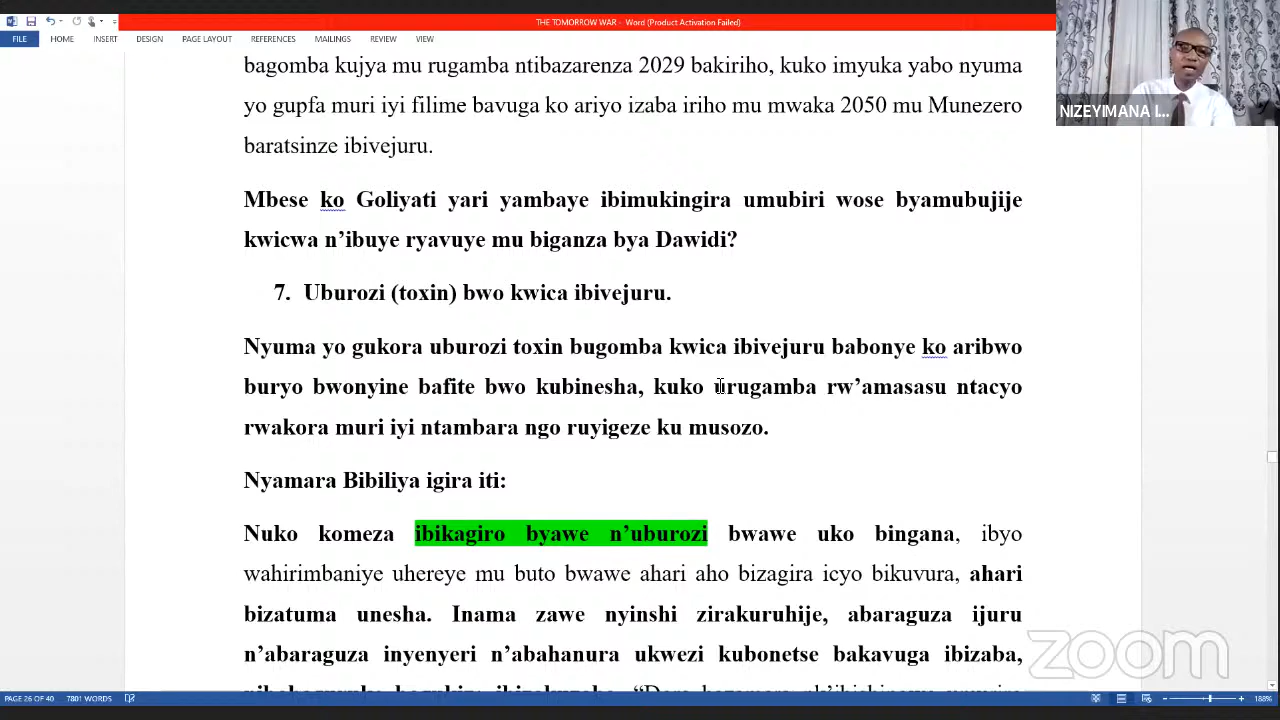 THE TOMORROW WAR - Word (Product Activation Failed)
FILE HOME INSERT DESIGN PAGE LAYOUT REFERENCES MAILINGS REVIEW VIEW
NIZEYIMANA I...
bagomba kujya mu rugamba ntibazarenza 2029 bakiriho, kuko imyuka yabo nyuma
yo gupfa muri iyi filime bavuga ko ariyo izaba iriho mu mwaka 2050 mu Munezero
baratsinze ibivejuru.
Mbese ko Goliyati yari yambaye ibimukingira umubiri wose byamubujije
kwicwa n’ibuye ryavuye mu biganza bya Dawidi?
7. Uburozi (toxin) bwo kwica ibivejuru.
Nyuma yo gukora uburozi toxin bugomba kwica ibivejuru babonye ko aribwo
buryo bwonyine bafite bwo kubinesha, kuko urugamba rw’amasasu ntacyo
rwakora muri iyi ntambara ngo ruyigeze ku musozo.
Nyamara Bibiliya igira iti:
Nuko komeza ibikagiro byawe n’uburozi bwawe uko bingana, ibyo
wahirimbaniye uhereye mu buto bwawe ahari aho bizagira icyo bikuvura, ahari
bizatuma unesha. Inama zawe nyinshi zirakuruhije, abaraguza ijuru
n’abaraguza inyenyeri n’abahanura ukwezi kubonetse bakavuga ibizaba,
zoom
PAGE 26 OF 40 7801 WORDS 188%